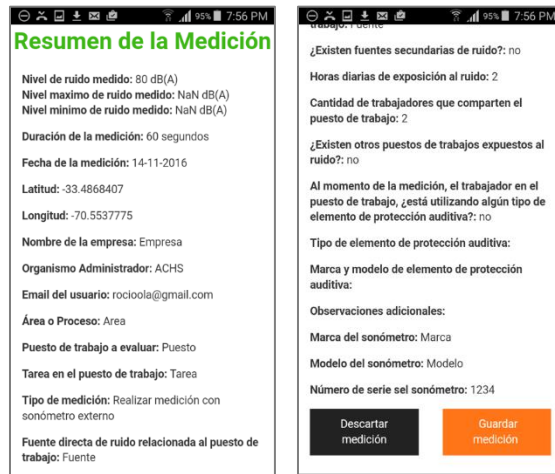 95% 7:56 PM
Resumen de la Medición
Nivel de ruido medido: 80 dB(A)
Nivel maximo de ruido medido: NaN dB(A)
Nivel minimo de ruido medido: NaN dB(A)
Duración de la medición: 60 segundos
Fecha de la medición: 14-11-2016
Latitud: -33.4868407
Longitud: -70.5537775
Nombre de la empresa: Empresa
Organismo Administrador: ACHS
Email del usuario: rocioola@gmail.com
Área o Proceso: Area
Puesto de trabajo a evaluar: Puesto
Tarea en el puesto de trabajo: Tarea
Tipo de medición: Realizar medición con
sonómetro externo
Fuente directa de ruido relacionada al puesto de
trabajo: Fuente
95% 7:56 PM
trabajo: Fuente
¿Existen fuentes secundarias de ruido?: no
Horas diarias de exposición al ruido: 2
Cantidad de trabajadores que comparten el
puesto de trabajo: 2
¿Existen otros puestos de trabajos expuestos al
ruido?: no
Al momento de la medición, el trabajador en el
puesto de trabajo, ¿está utilizando algún tipo de
elemento de protección auditiva?: no
Tipo de elemento de protección auditiva:
Marca y modelo de elemento de protección
auditiva:
Observaciones adicionales:
Marca del sonómetro: Marca
Modelo del sonómetro: Modelo
Número de serie sel sonómetro: 1234
Descartar
medición
Guardar
medición